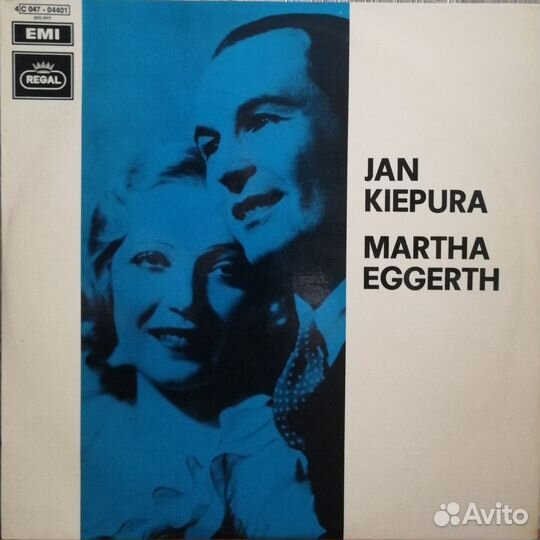 4 C 047 - 04401
EMI
REGAL
JAN
KIEPURA
MARTHA
EGGERTH
Avito